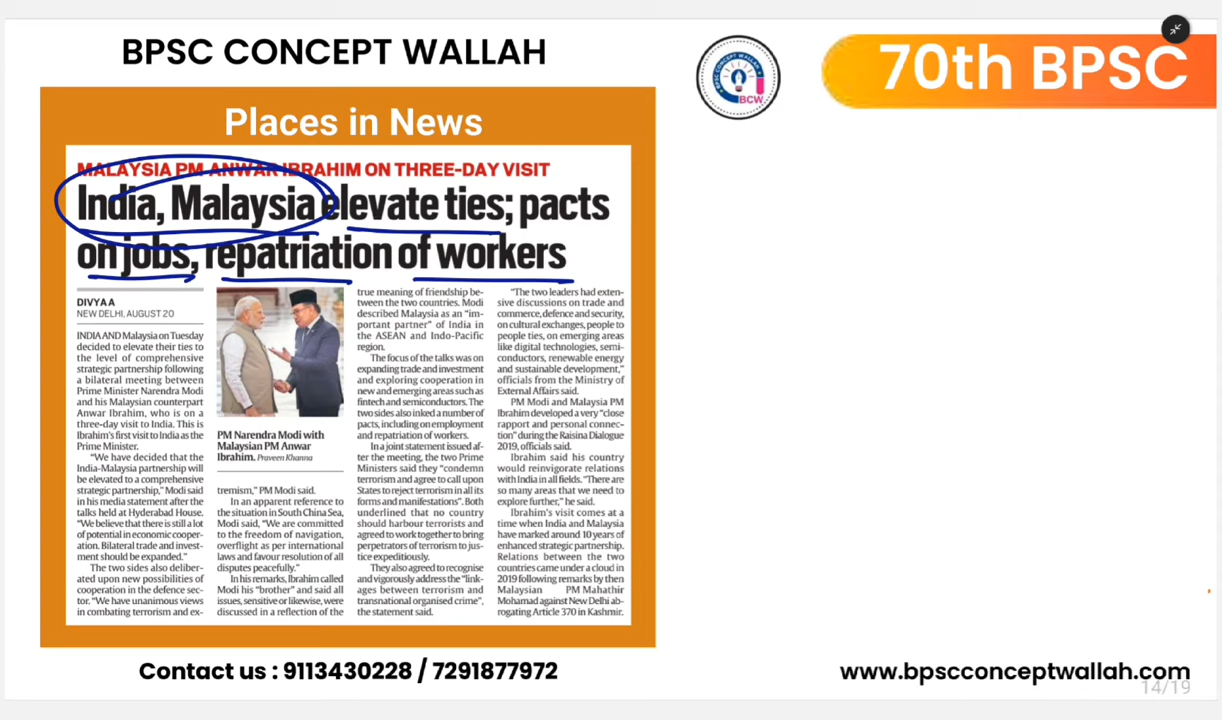 BPSC CONCEPT WALLAH
BCW
70th BPSC
Places in News
MALAYSIA PM ANWAR IBRAHIM ON THREE-DAY VISIT
India, Malaysia elevate ties; pacts
on jobs, repatriation of workers
DIVYA A
NEW DELHI, AUGUST 20
INDIA AND Malaysia on Tuesday
decided to elevate their ties to
the level of comprehensive
strategic partnership following
a bilateral meeting between
Prime Minister Narendra Modi
and his Malaysian counterpart
Anwar Ibrahim, who is on a
three-day visit to India. This is
Ibrahim's first visit to India as the
Prime Minister.
"We have decided that the
India-Malaysia partnership will
be elevated to a comprehensive
strategic partnership," Modi said
in his media statement after the
talks held at Hyderabad House.
"We believe that there is still a lot
of potential in economic cooper-
ation. Bilateral trade and invest-
ment should be expanded."
The two sides also deliber-
ated upon new possibilities of
cooperation in the defence sec-
tor. "We have unanimous views
in combating terrorism and ex-
PM Narendra Modi with
Malaysian PM Anwar
Ibrahim. Praveen Khanna
tremism," PM Modi said.
In an apparent reference to
the situation in South China Sea,
Modi said, "We are committed
to the freedom of navigation,
overflight as per international
laws and favour resolution of all
disputes peacefully."
In his remarks, Ibrahim called
Modi his "brother" and said all
issues, sensitive or likewise, were
discussed in a reflection of the
true meaning of friendship be-
tween the two countries. Modi
described Malaysia as an "im-
portant partner" of India in
the ASEAN and Indo-Pacific
region.
The focus of the talks was on
expanding trade and investment
and exploring cooperation in
new and emerging areas such as
fintech and semiconductors. The
two sides also inked a number of
pacts, including on employment
and repatriation of workers.
In a joint statement issued af-
ter the meeting, the two Prime
Ministers said they "condemn
terrorism and agree to call upon
States to reject terrorism in all its
forms and manifestations". Both
underlined that no country
should harbour terrorists and
agreed to work together to bring
perpetrators of terrorism to jus-
tice expeditiously.
They also agreed to recognise
and vigorously address the "link-
ages between terrorism and
transnational organised crime",
the statement said.
"The two leaders had exten-
sive discussions on trade and
commerce, defence and security,
on cultural exchanges, people to
people ties, on emerging areas
like digital technologies, semi-
conductors, renewable energy
and sustainable development,"
officials from the Ministry of
External Affairs said.
PM Modi and Malaysia PM
Ibrahim developed a very "close
rapport and personal connec-
tion" during the Raisina Dialogue
2019, officials said.
Ibrahim said his country
would reinvigorate relations
with India in all fields. "There are
so many areas that we need to
explore further," he said.
Ibrahim's visit comes at a
time when India and Malaysia
have marked around 10 years of
enhanced strategic partnership.
Relations between the two
countries came under a cloud in
2019 following remarks by then
Malaysian PM Mahathir
Mohamad against New Delhi ab-
rogating Article 370 in Kashmir.
Contact us : 9113430228 / 7291877972
www.bpscconceptwallah.com
14/19